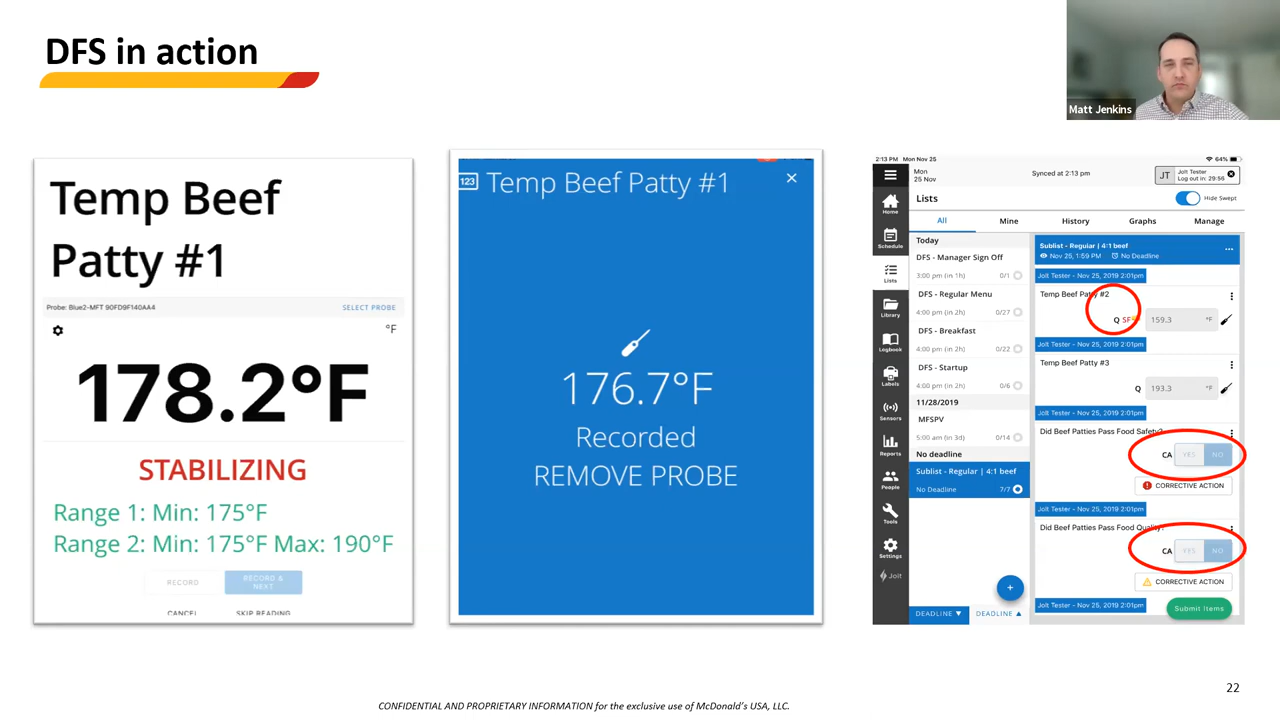 DFS in action
Matt Jenkins
Temp Beef
Patty #1
Probe: Blue2-MFT 90FD9F140AA4
SELECT PROBE
°F
178.2°F
STABILIZING
Range 1: Min: 175°F
Range 2: Min: 175°F Max: 190°F
RECORD
RECORD &
NEXT
CANCEL
SKIP READING
123
Temp Beef Patty #1
176.7°F
Recorded
REMOVE PROBE
2:13 PM Mon Nov 25
64%
Mon
25 Nov
Synced at 2:13 pm
JT
Jolt Tester
Log out in: 29:56
Lists
Hide Swept
All
Mine
History
Graphs
Manage
Home
Schedule
Lists
Library
Logbook
Labels
Sensors
Reports
People
Tools
Settings
Jolt
Today
DFS - Manager Sign Off
3:00 pm (in 1h)
0/1
DFS - Regular Menu
4:00 pm (in 2h)
0/27
DFS - Breakfast
4:00 pm (in 2h)
0/22
DFS - Startup
4:00 pm (in 2h)
0/6
11/28/2019
MFSPV
5:00 am (in 3d)
0/14
No deadline
Sublist - Regular | 4:1 beef
No Deadline
7/7
DEADLINE
DEADLINE
Sublist - Regular | 4:1 beef
Nov 25, 1:59 PM
No Deadline
Jolt Tester - Nov 25, 2019 2:01pm
Temp Beef Patty #2
Q SF
159.3
°F
Jolt Tester - Nov 25, 2019 2:01pm
Temp Beef Patty #3
Q
193.3
°F
Jolt Tester - Nov 25, 2019 2:01pm
Did Beef Patties Pass Food Safety?
CA
YES
NO
CORRECTIVE ACTION
Jolt Tester - Nov 25, 2019 2:01pm
Did Beef Patties Pass Food Quality?
CA
YES
NO
CORRECTIVE ACTION
Jolt Tester - Nov 25, 2019 2:01pm
Submit Items
22
CONFIDENTIAL AND PROPRIETARY INFORMATION for the exclusive use of McDonald's USA, LLC.